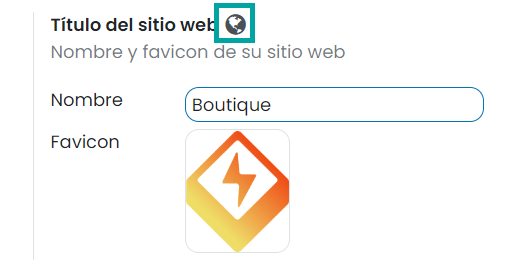 Título del sitio web
Nombre y favicon de su sitio web
Nombre
Boutique
Favicon